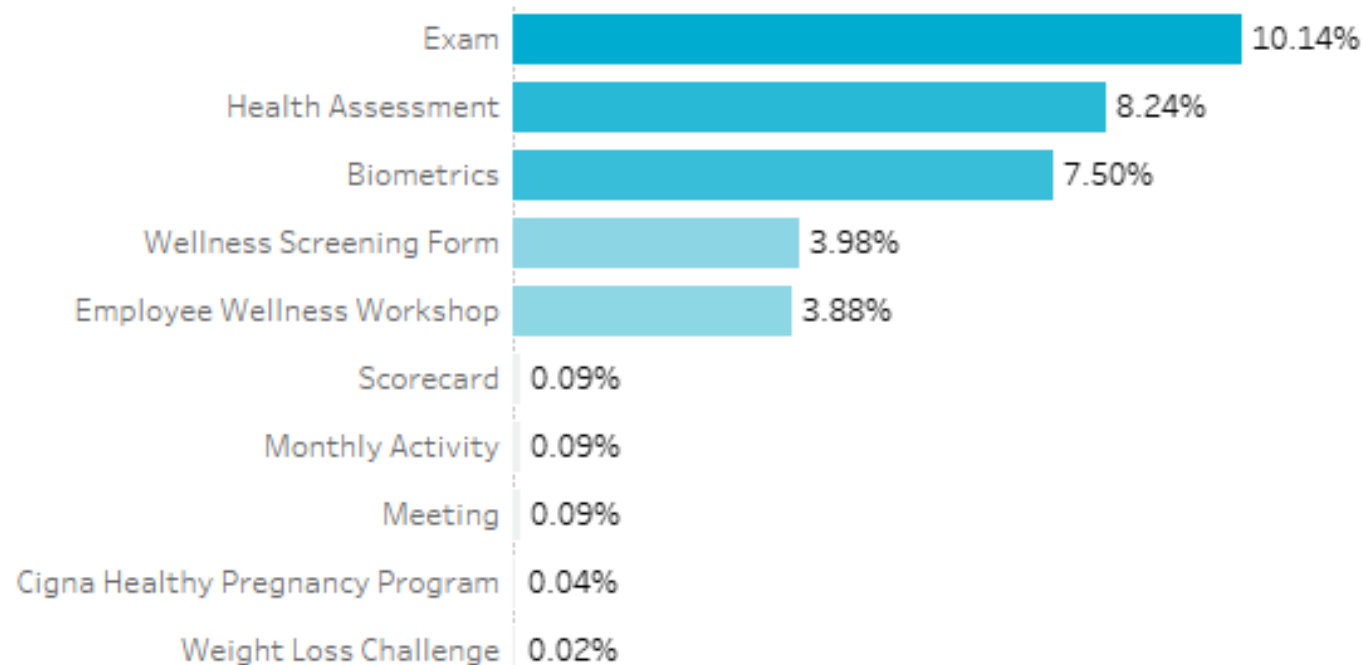 Exam 10.14%
Health Assessment 8.24%
Biometrics 7.50%
Wellness Screening Form 3.98%
Employee Wellness Workshop 3.88%
Scorecard 0.09%
Monthly Activity 0.09%
Meeting 0.09%
Cigna Healthy Pregnancy Program 0.04%
Weight Loss Challenge 0.02%